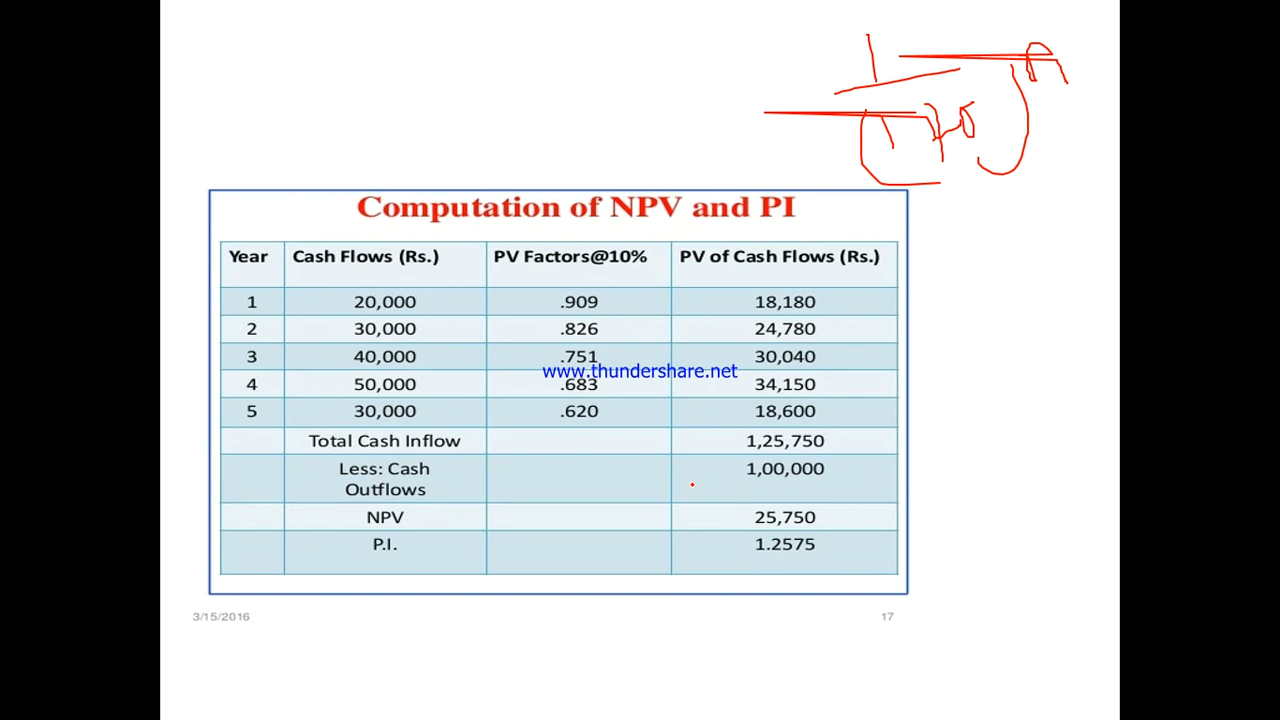 1
(1+r)n
Computation of NPV and PI
Year Cash Flows (Rs.) PV Factors@10% PV of Cash Flows (Rs.)
1 20,000 .909 18,180
2 30,000 .826 24,780
3 40,000 .751 30,040
www.thundershare.net
4 50,000 .683 34,150
5 30,000 .620 18,600
Total Cash Inflow 1,25,750
Less: Cash 1,00,000
Outflows
NPV 25,750
P.I. 1.2575
3/15/2016 17